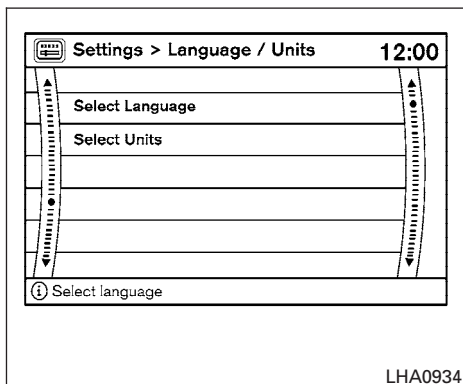 Settings > Language / Units 12:00
Select Language
Select Units
i Select language
LHA0934